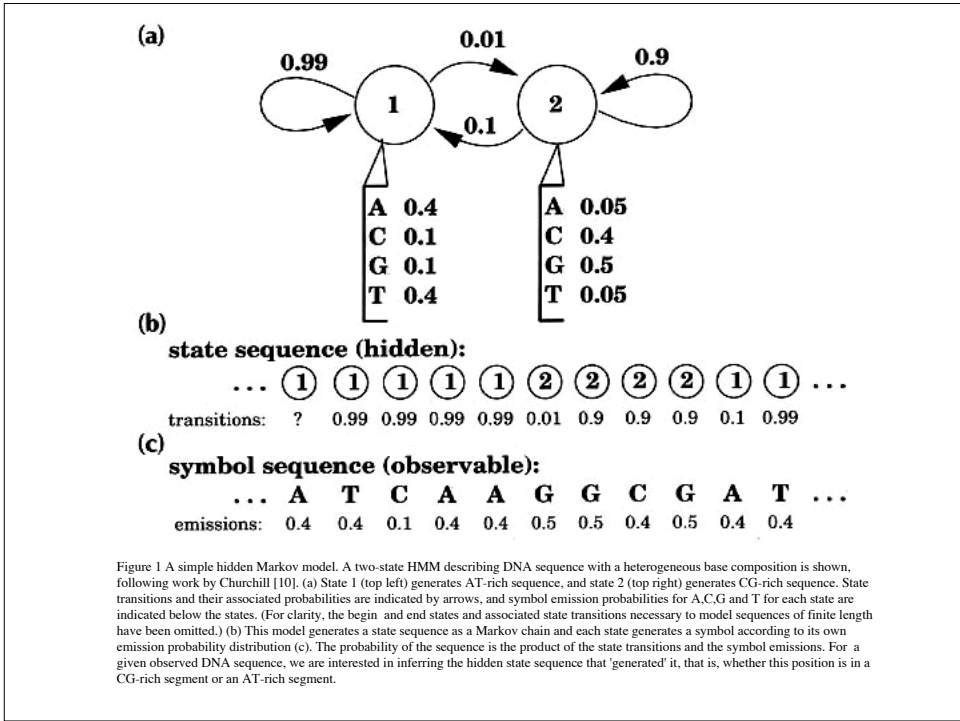 (a)
0.01
0.99
0.9
1
2
0.1
A 0.4
C 0.1
G 0.1
T 0.4
A 0.05
C 0.4
G 0.5
T 0.05
(b)
state sequence (hidden):
... 1 1 1 1 1 2 2 2 2 1 1 ...
transitions: ? 0.99 0.99 0.99 0.99 0.01 0.9 0.9 0.9 0.1 0.99
(c)
symbol sequence (observable):
... A T C A A G G C G A T ...
emissions: 0.4 0.4 0.1 0.4 0.4 0.5 0.5 0.4 0.5 0.4 0.4
Figure 1 A simple hidden Markov model. A two-state HMM describing DNA sequence with a heterogeneous base composition is shown,
following work by Churchill [10]. (a) State 1 (top left) generates AT-rich sequence, and state 2 (top right) generates CG-rich sequence. State
transitions and their associated probabilities are indicated by arrows, and symbol emission probabilities for A,C,G and T for each state are
indicated below the states. (For clarity, the begin and end states and associated state transitions necessary to model sequences of finite length
have been omitted.) (b) This model generates a state sequence as a Markov chain and each state generates a symbol according to its own
emission probability distribution (c). The probability of the sequence is the product of the state transitions and the symbol emissions. For a
given observed DNA sequence, we are interested in inferring the hidden state sequence that 'generated' it, that is, whether this position is in a
CG-rich segment or an AT-rich segment.